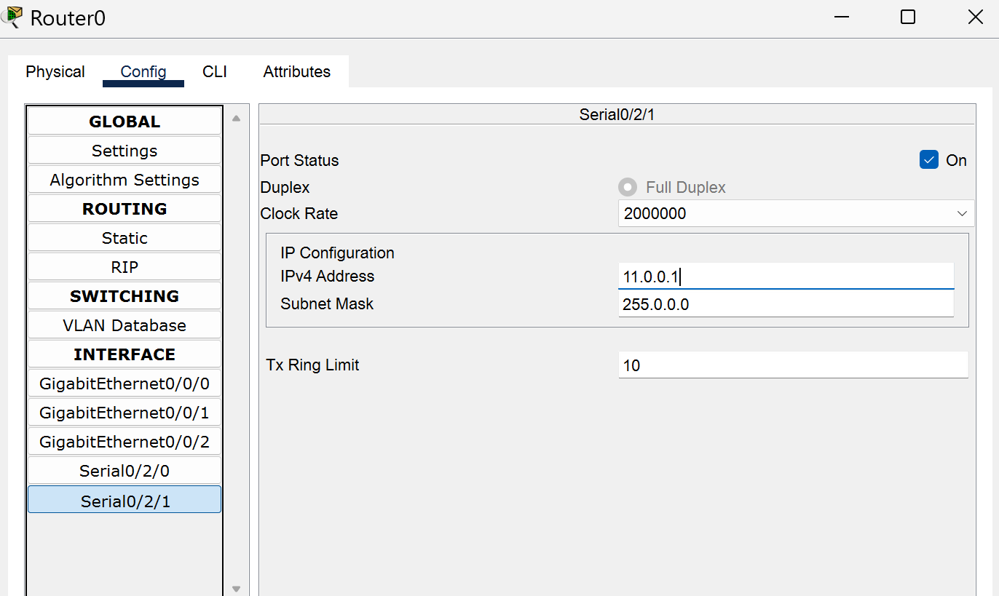 Router0
Physical Config CLI Attributes
GLOBAL
Settings
Algorithm Settings
ROUTING
Static
RIP
SWITCHING
VLAN Database
INTERFACE
GigabitEthernet0/0/0
GigabitEthernet0/0/1
GigabitEthernet0/0/2
Serial0/2/0
Serial0/2/1
Serial0/2/1
Port Status On
Duplex Full Duplex
Clock Rate 2000000
IP Configuration
IPv4 Address 11.0.0.1
Subnet Mask 255.0.0.0
Tx Ring Limit 10